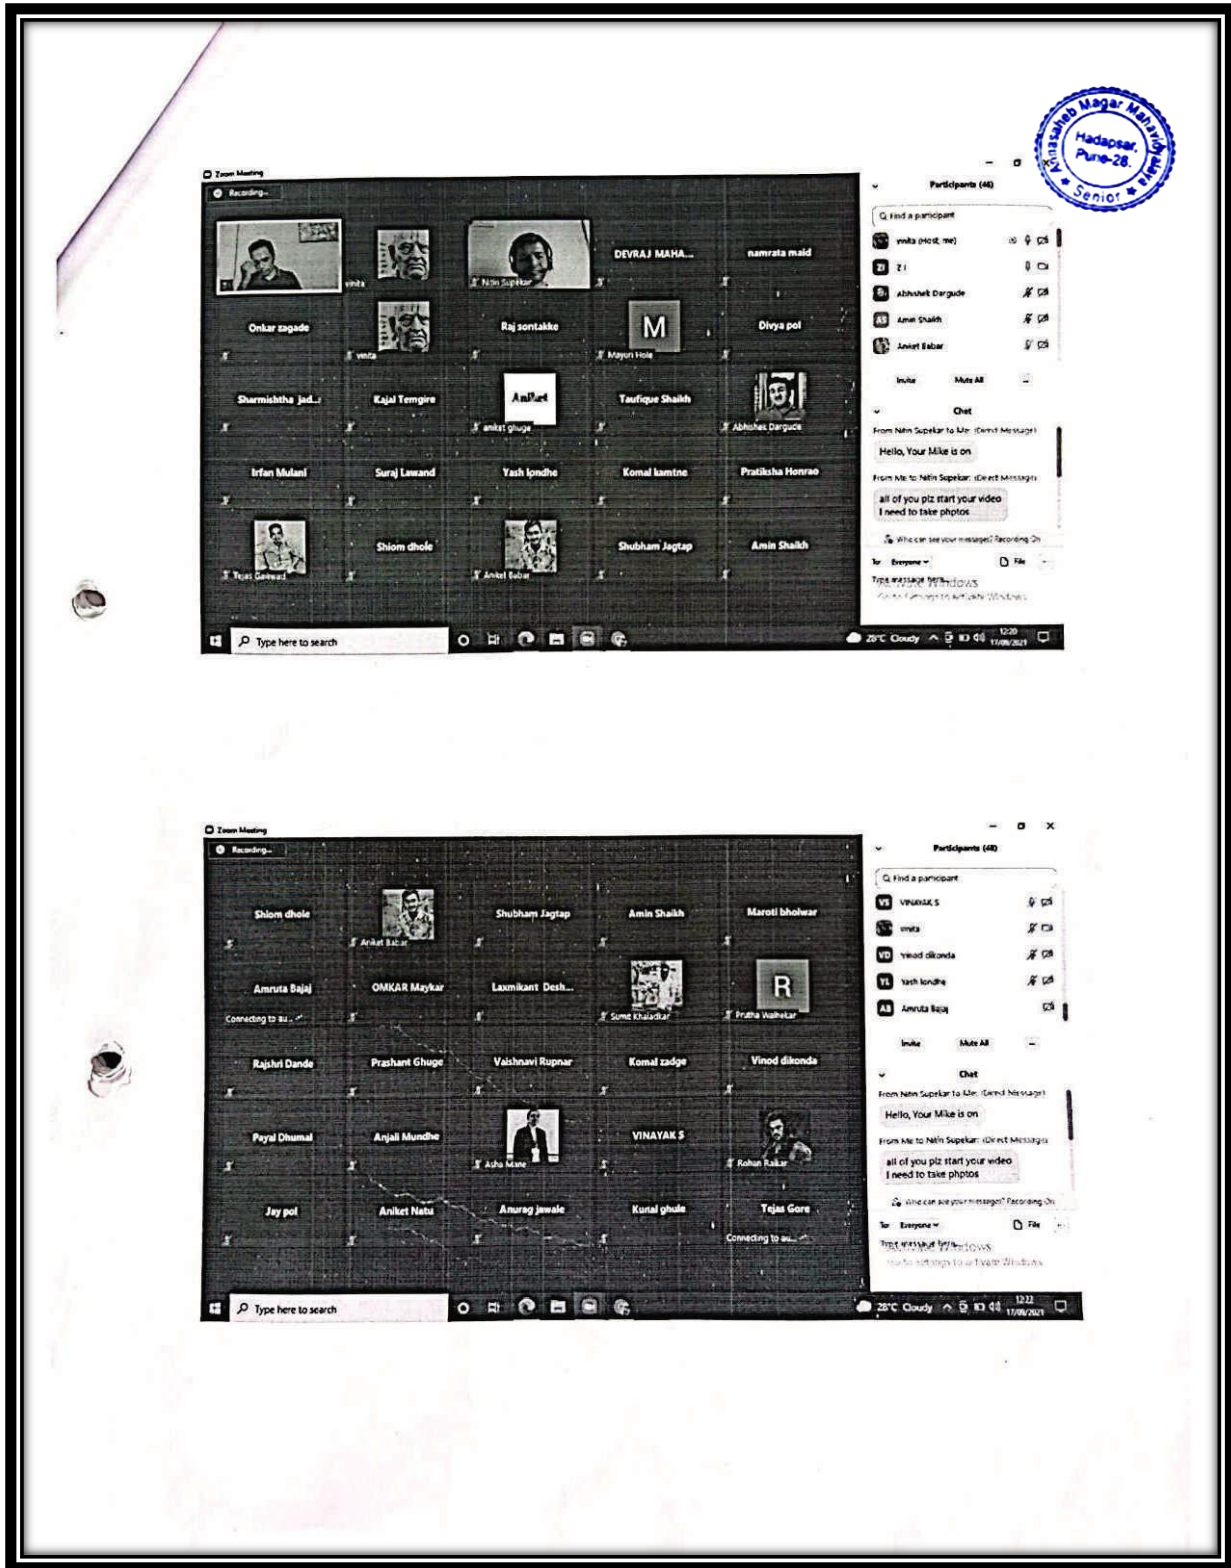 Annasaheb Magar Mahavidyalaya
Hadapsar,
Pune-28.
★ Senior ★
Zoom Meeting
Recording...
vinita
Nitin Supekar
DEVRAJ MAHA...
namrata maid
Onkar zagade
vinita
Raj sontakke
M
Mayuri Hole
Divya pol
Sharmishtha jad...
Kajal Temgire
Aniket
aniket ghuge
Taufique Shaikh
Abhishek Dargude
Irfan Mulani
Suraj Lawand
Yash londhe
Komal kamtne
Pratiksha Honrao
Tejas Gaikwad
Shiom dhole
Aniket Babar
Shubham Jagtap
Amin Shaikh
Participants (46)
Find a participant
vinita (Host, me)
ZI Z I
Abhishek Dargude
AS Amin Shaikh
Aniket Babar
Invite Mute All ...
Chat
From Nitin Supekar to Me: (Direct Message)
Hello, Your Mike is on
From Me to Nitin Supekar: (Direct Message)
all of you plz start your video
I need to take photos
Who can see your messages? Recording On
To: Everyone File ...
Type message here...
Activate Windows
Go to Settings to activate Windows.
Type here to search
28°C Cloudy
12:20
17/08/2021
Zoom Meeting
Recording...
Shiom dhole
Aniket Babar
Shubham Jagtap
Amin Shaikh
Maroti bholwar
Amruta Bajaj
Connecting to au...
OMKAR Maykar
Laxmikant Desh...
Sumit Khaladkar
R
Prutha Walhekar
Rajshri Dande
Prashant Ghuge
Vaishnavi Rupnar
Komal zadge
Vinod dikonda
Payal Dhumal
Anjali Mundhe
Asha Mane
VINAYAK S
Rohan Raikar
Jay pol
Aniket Natu
Anurag jawale
Kunal ghule
Tejas Gore
Connecting to au...
Participants (48)
Find a participant
VS VINAYAK S
vinita
VD Vinod dikonda
YL Yash londhe
AB Amruta Bajaj
Invite Mute All ...
Chat
From Nitin Supekar to Me: (Direct Message)
Hello, Your Mike is on
From Me to Nitin Supekar: (Direct Message)
all of you plz start your video
I need to take photos
Who can see your messages? Recording On
To: Everyone File ...
Type message here...
Activate Windows
Go to Settings to activate Windows.
Type here to search
28°C Cloudy
12:22
17/08/2021